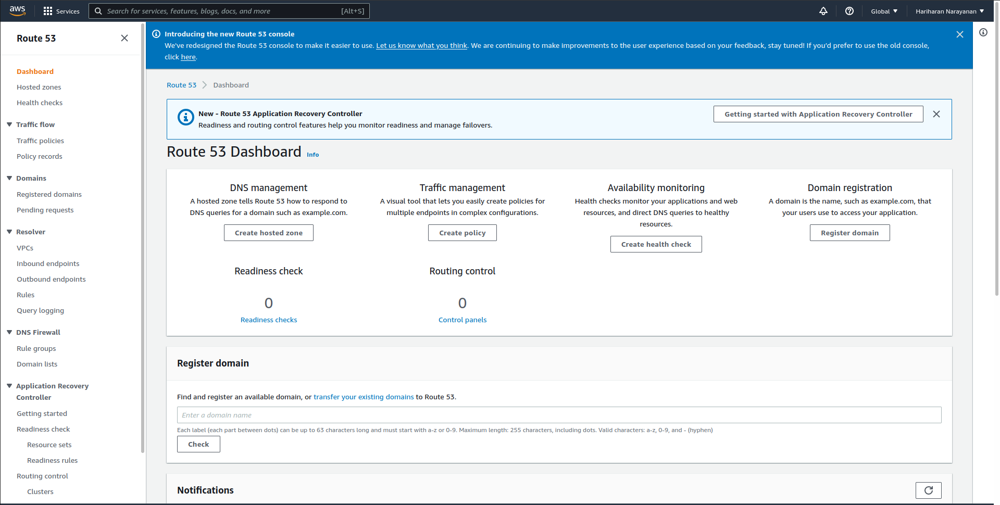 aws
Services
Search for services, features, blogs, docs, and more
[Alt+S]
Global
Hariharan Narayanan
Route 53
Dashboard
Hosted zones
Health checks
Traffic flow
Traffic policies
Policy records
Domains
Registered domains
Pending requests
Resolver
VPCs
Inbound endpoints
Outbound endpoints
Rules
Query logging
DNS Firewall
Rule groups
Domain lists
Application Recovery
Controller
Getting started
Readiness check
Resource sets
Readiness rules
Routing control
Clusters
Introducing the new Route 53 console
We've redesigned the Route 53 console to make it easier to use. Let us know what you think. We are continuing to make improvements to the user experience based on your feedback, stay tuned! If you'd prefer to use the old console,
click here.
Route 53 > Dashboard
New - Route 53 Application Recovery Controller
Readiness and routing control features help you monitor readiness and manage failovers.
Getting started with Application Recovery Controller
Route 53 Dashboard Info
DNS management
A hosted zone tells Route 53 how to respond to
DNS queries for a domain such as example.com.
Create hosted zone
Traffic management
A visual tool that lets you easily create policies for
multiple endpoints in complex configurations.
Create policy
Availability monitoring
Health checks monitor your applications and web
resources, and direct DNS queries to healthy
resources.
Create health check
Domain registration
A domain is the name, such as example.com, that
your users use to access your application.
Register domain
Readiness check
0
Readiness checks
Routing control
0
Control panels
Register domain
Find and register an available domain, or transfer your existing domains to Route 53.
Enter a domain name
Each label (each part between dots) can be up to 63 characters long and must start with a-z or 0-9. Maximum length: 255 characters, including dots. Valid characters: a-z, 0-9, and - (hyphen)
Check
Notifications